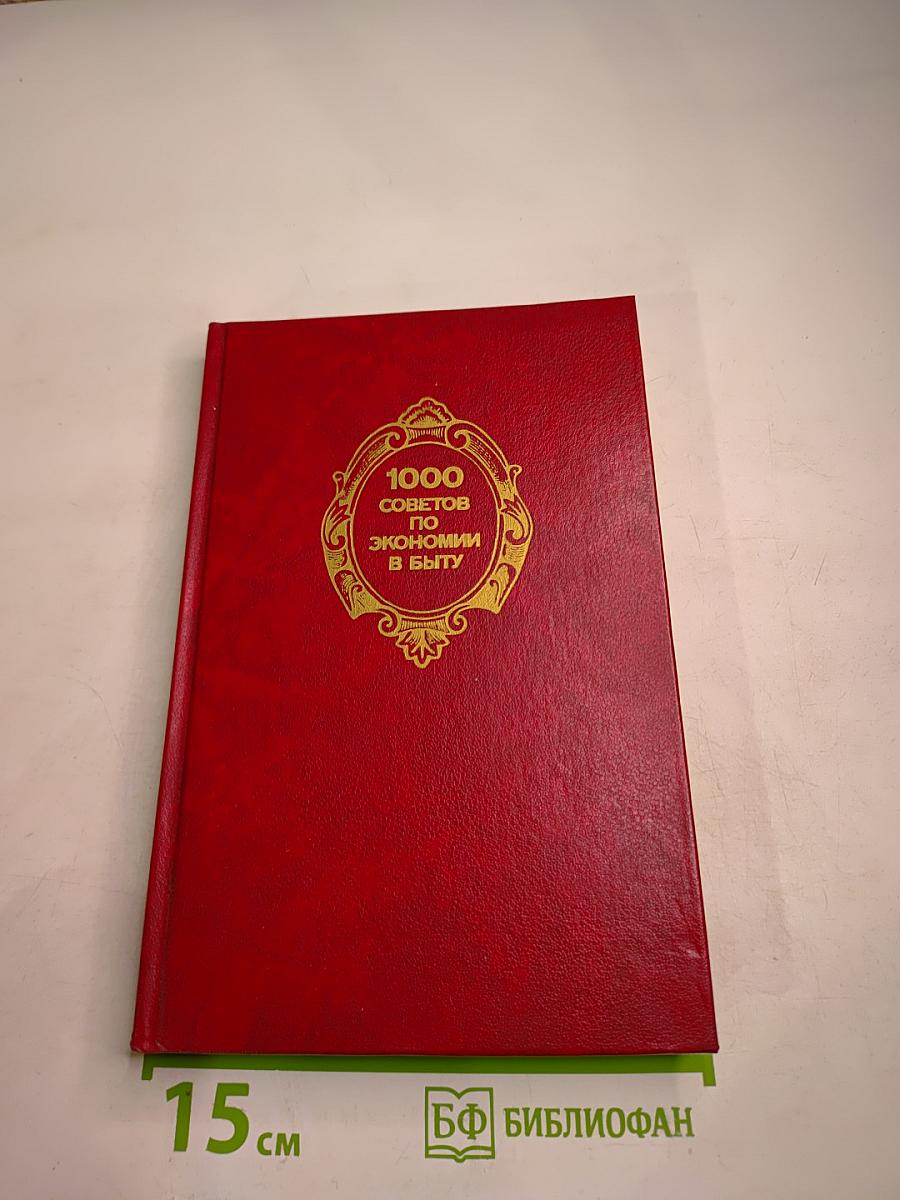 1000
СОВЕТОВ
ПО
ЭКОНОМИИ
В БЫТУ
15 см
БФ БИБЛИОФАН